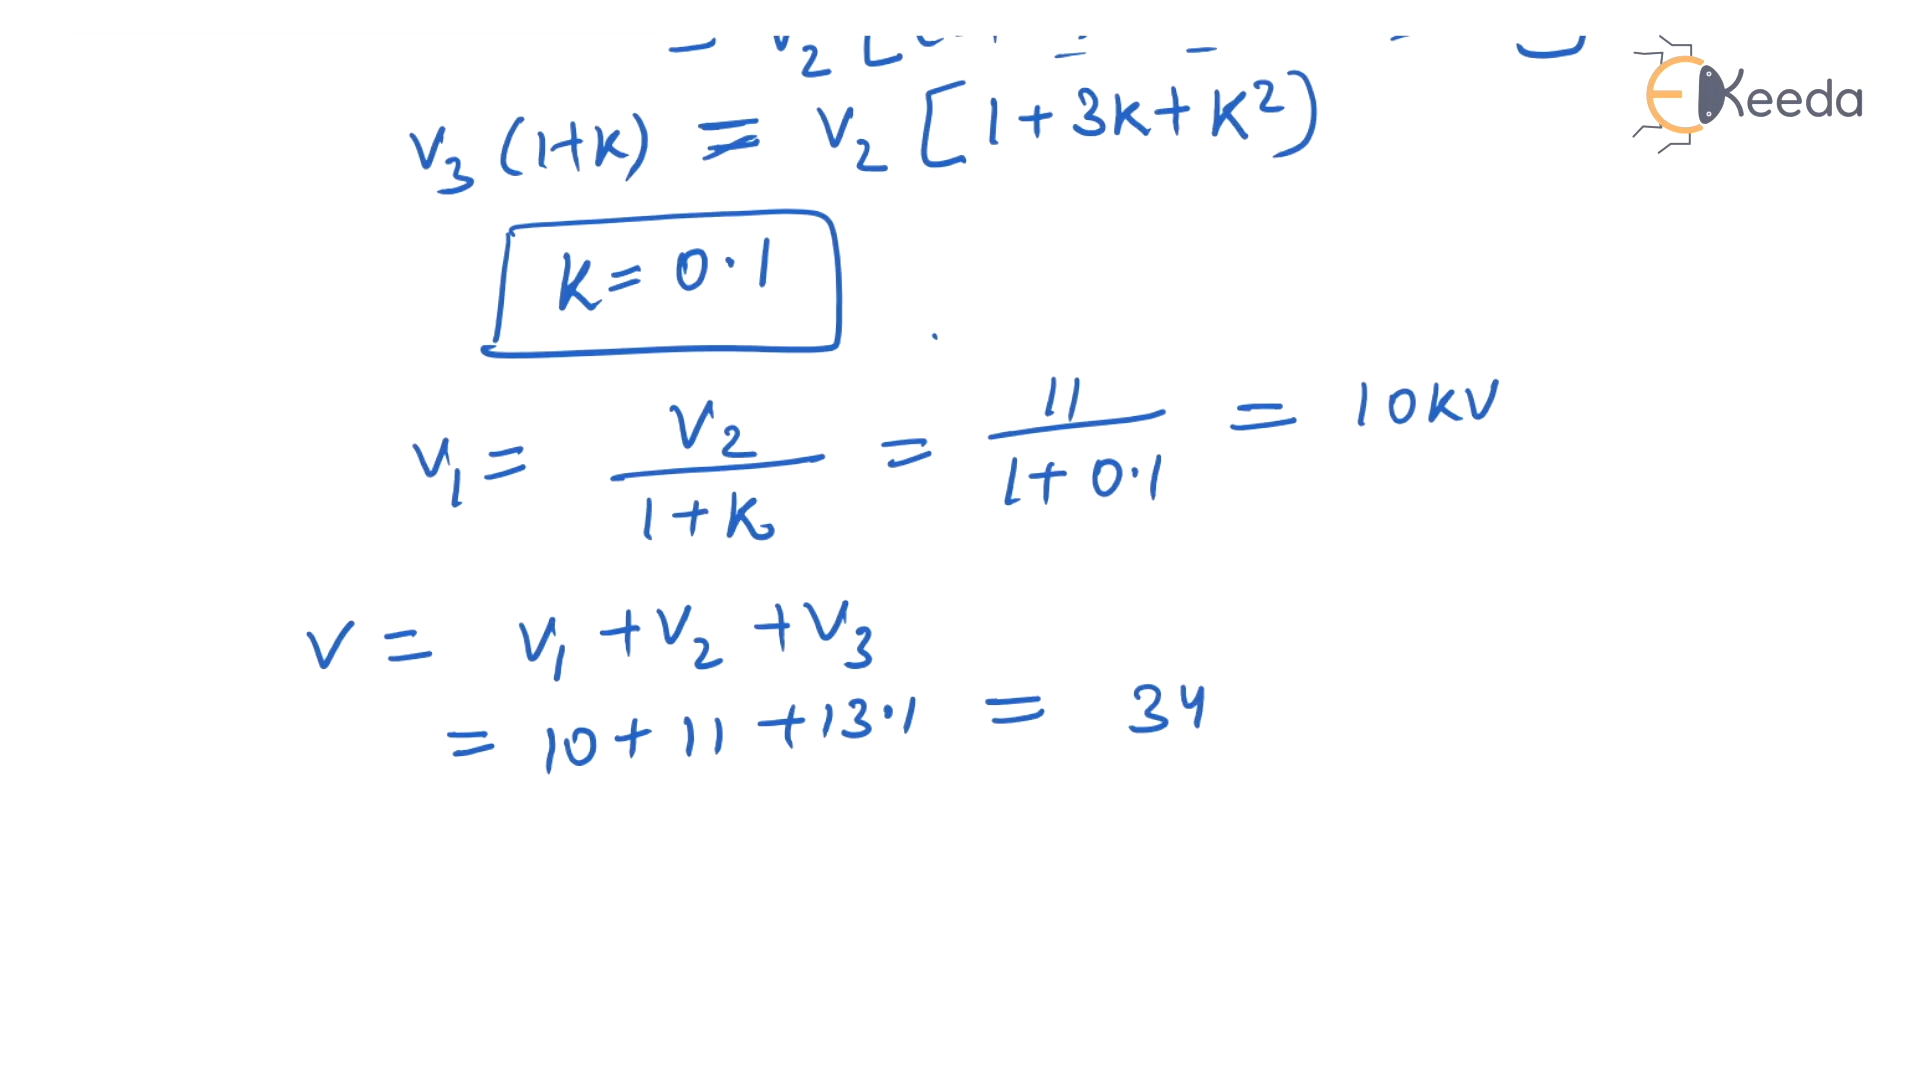 V₃ (1+K) = V₂ [1+3K+K²)
EKeeda
K = 0.1
V₁ = V₂ / 1+K = 11 / 1+0.1 = 10KV
V = V₁ + V₂ + V₃
= 10 + 11 + 13.1 = 34